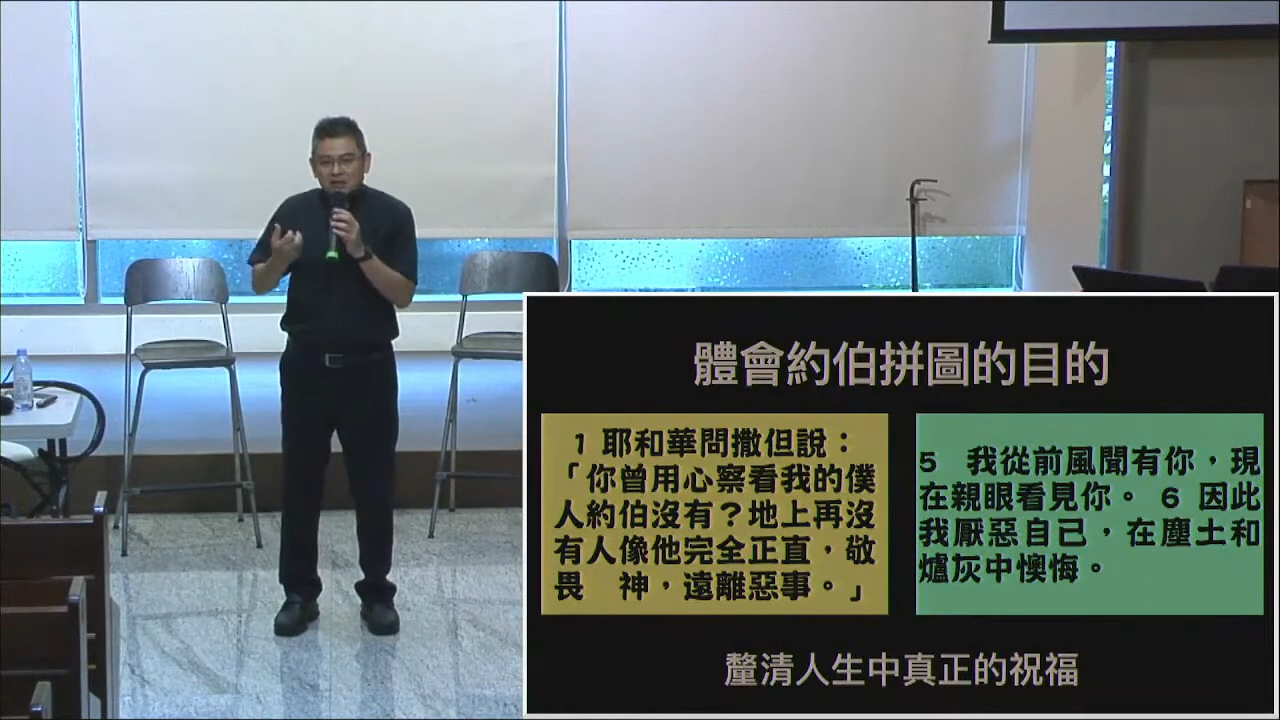 體會約伯拼圖的目的
1 耶和華問撒但說：
「你曾用心察看我的僕
人約伯沒有？地上再沒
有人像他完全正直，敬
畏　神，遠離惡事。」
5　我從前風聞有你，現
在親眼看見你。 6 因此
我厭惡自己，在塵土和
爐灰中懊悔。
釐清人生中真正的祝福